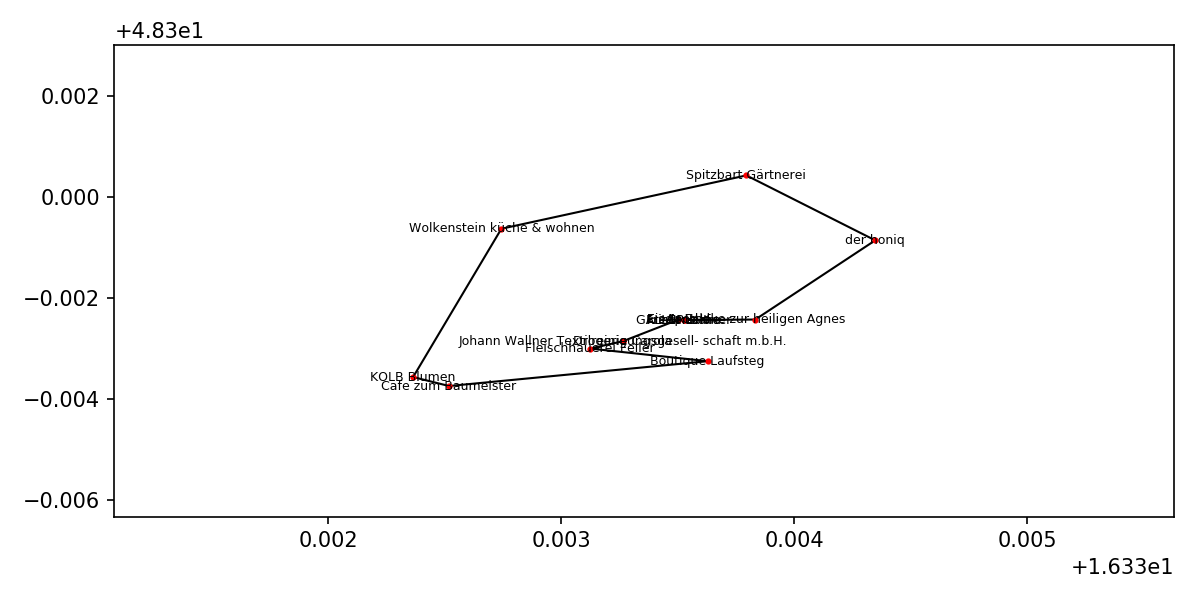 +4.83e1
0.002
0.000
−0.002
−0.004
−0.006
Spitzbart Gärtnerei
Wolkenstein küche & wohnen
der honiq
zur heiligen Agnes
Johann Wallner
schaft m.b.H.
Fleischhauerei Feiler
Boutique Laufsteg
KOLB Blumen
Cafe zum Baumeister
0.002
0.003
0.004
0.005
+1.633e1